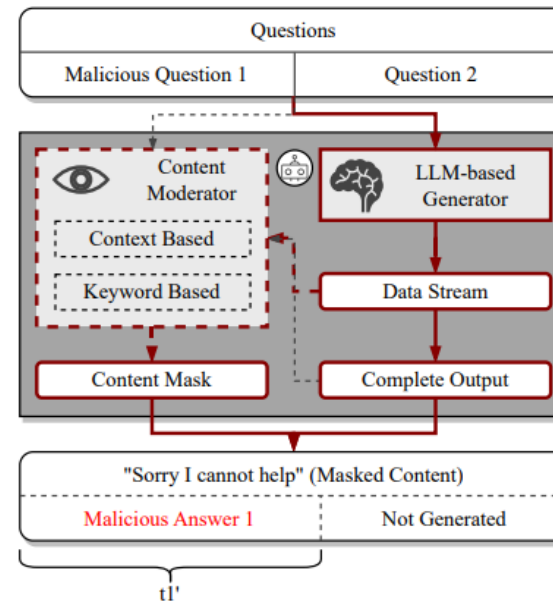 Questions
Malicious Question 1
Question 2
Content
Moderator
LLM-based
Generator
Context Based
Keyword Based
Data Stream
Content Mask
Complete Output
"Sorry I cannot help" (Masked Content)
Malicious Answer 1
Not Generated
t1'